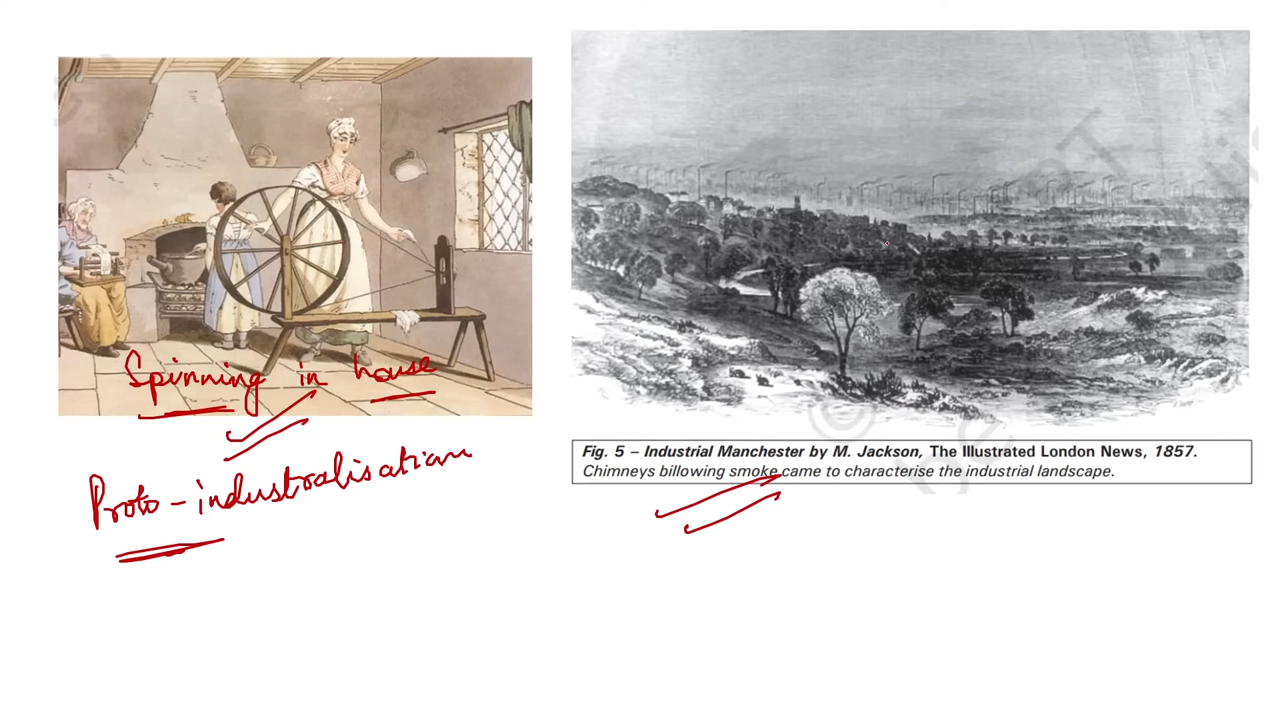 Spinning in house
Proto-industralisation
Fig. 5 – Industrial Manchester by M. Jackson, The Illustrated London News, 1857.
Chimneys billowing smoke came to characterise the industrial landscape.